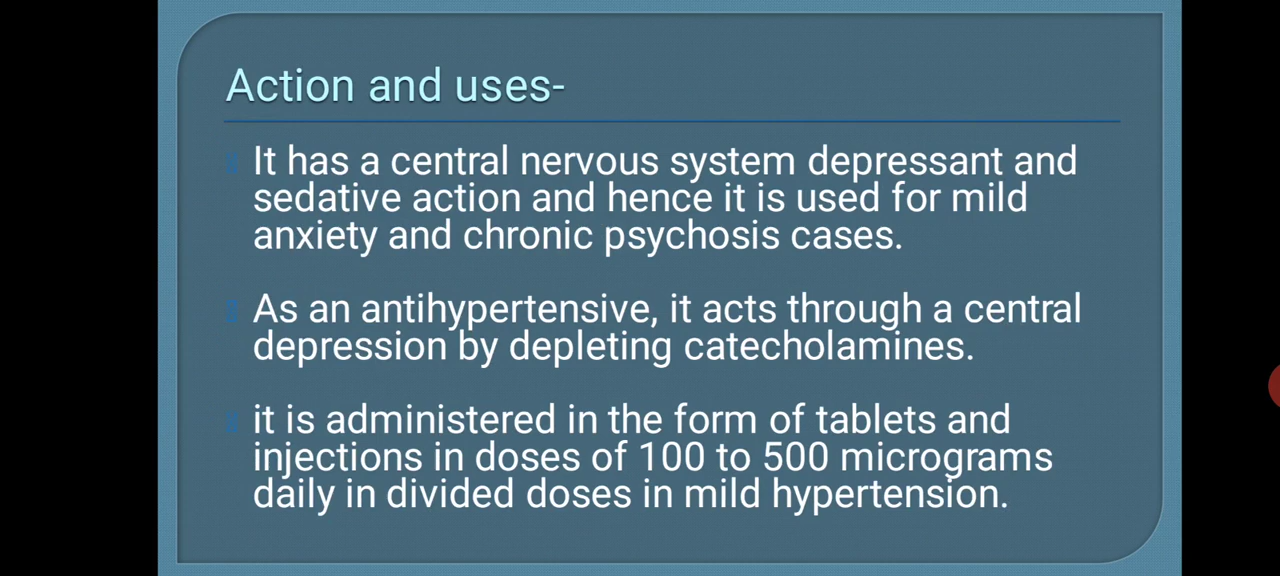 Action and uses-
It has a central nervous system depressant and
sedative action and hence it is used for mild
anxiety and chronic psychosis cases.
As an antihypertensive, it acts through a central
depression by depleting catecholamines.
it is administered in the form of tablets and
injections in doses of 100 to 500 micrograms
daily in divided doses in mild hypertension.